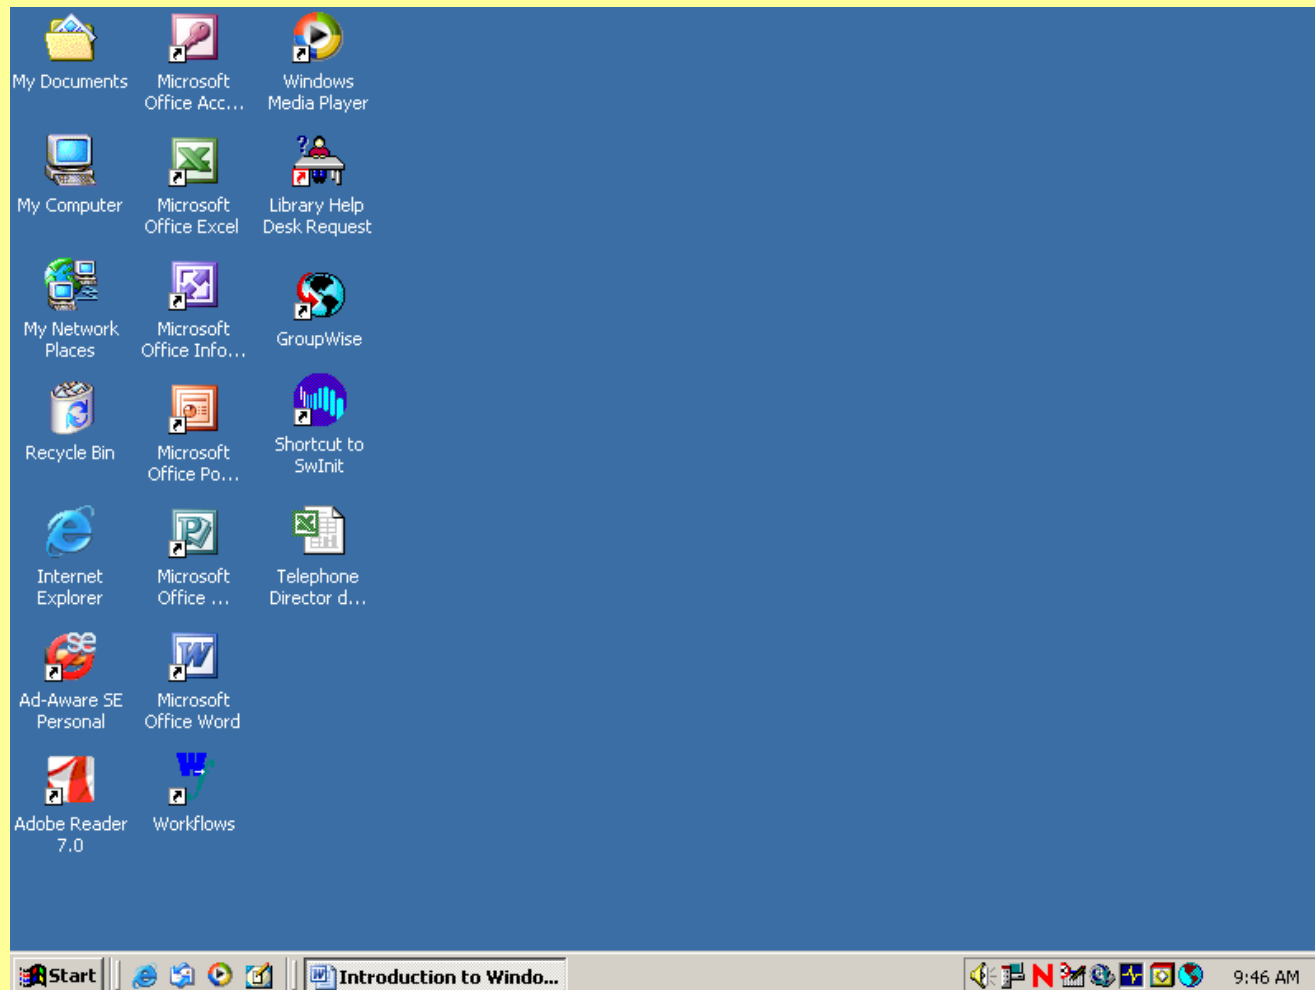 My Documents
Microsoft
Office Acc...
Windows
Media Player
My Computer
Microsoft
Office Excel
Library Help
Desk Request
My Network
Places
Microsoft
Office Info...
GroupWise
Recycle Bin
Microsoft
Office Po...
Shortcut to
SwInit
Internet
Explorer
Microsoft
Office ...
Telephone
Director d...
Ad-Aware SE
Personal
Microsoft
Office Word
Adobe Reader
7.0
Workflows
Start
Introduction to Windo...
9:46 AM